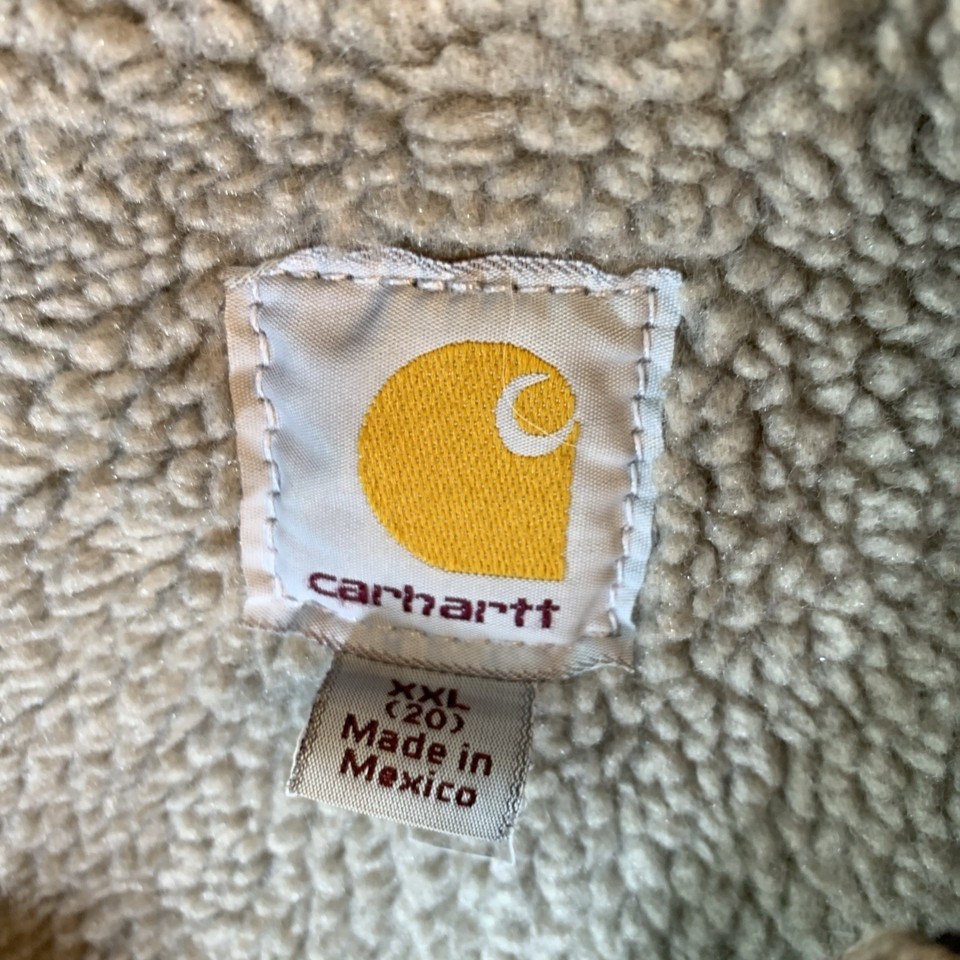 carhartt
XXL
(20)
Made in
Mexico